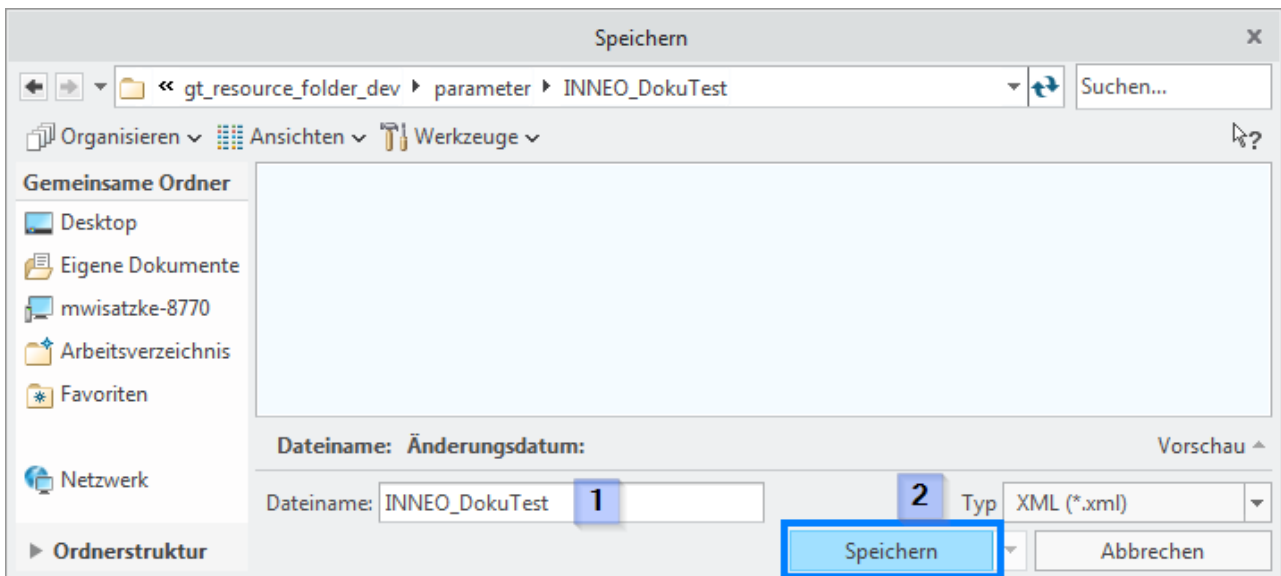 Speichern
« gt_resource_folder_dev parameter INNEO_DokuTest Suchen...
Organisieren Ansichten Werkzeuge ?
Gemeinsame Ordner
Desktop
Eigene Dokumente
mwisatzke-8770
Arbeitsverzeichnis
Favoriten
Dateiname: Änderungsdatum: Vorschau
Netzwerk
Dateiname: INNEO_DokuTest 1 2 Typ XML (*.xml)
Ordnerstruktur Speichern Abbrechen